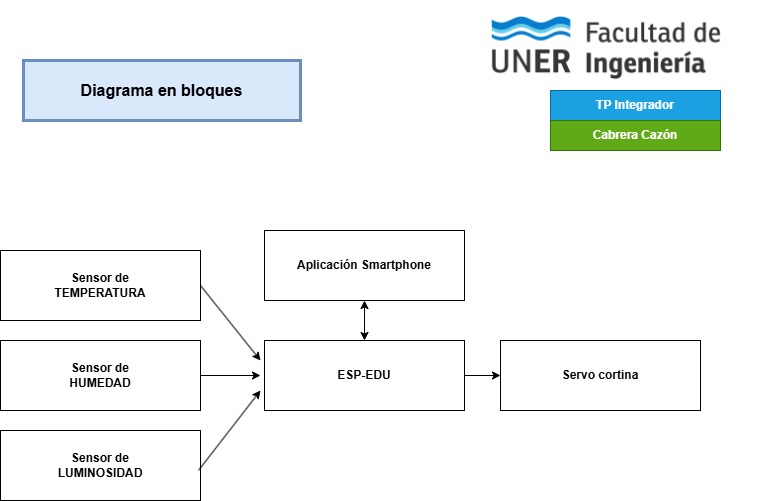 Facultad de
UNER Ingeniería
Diagrama en bloques
TP Integrador
Cabrera Cazón
Aplicación Smartphone
Sensor de
TEMPERATURA
Sensor de
HUMEDAD
ESP-EDU
Servo cortina
Sensor de
LUMINOSIDAD